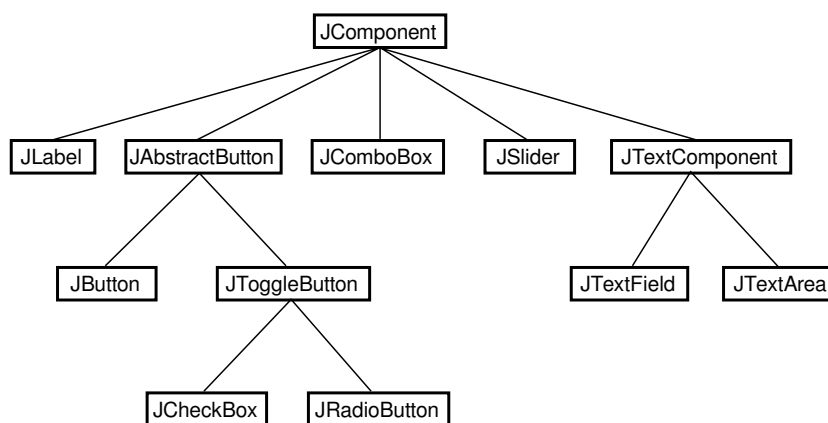 JComponent
JLabel
JAbstractButton
JComboBox
JSlider
JTextComponent
JButton
JToggleButton
JTextField
JTextArea
JCheckBox
JRadioButton